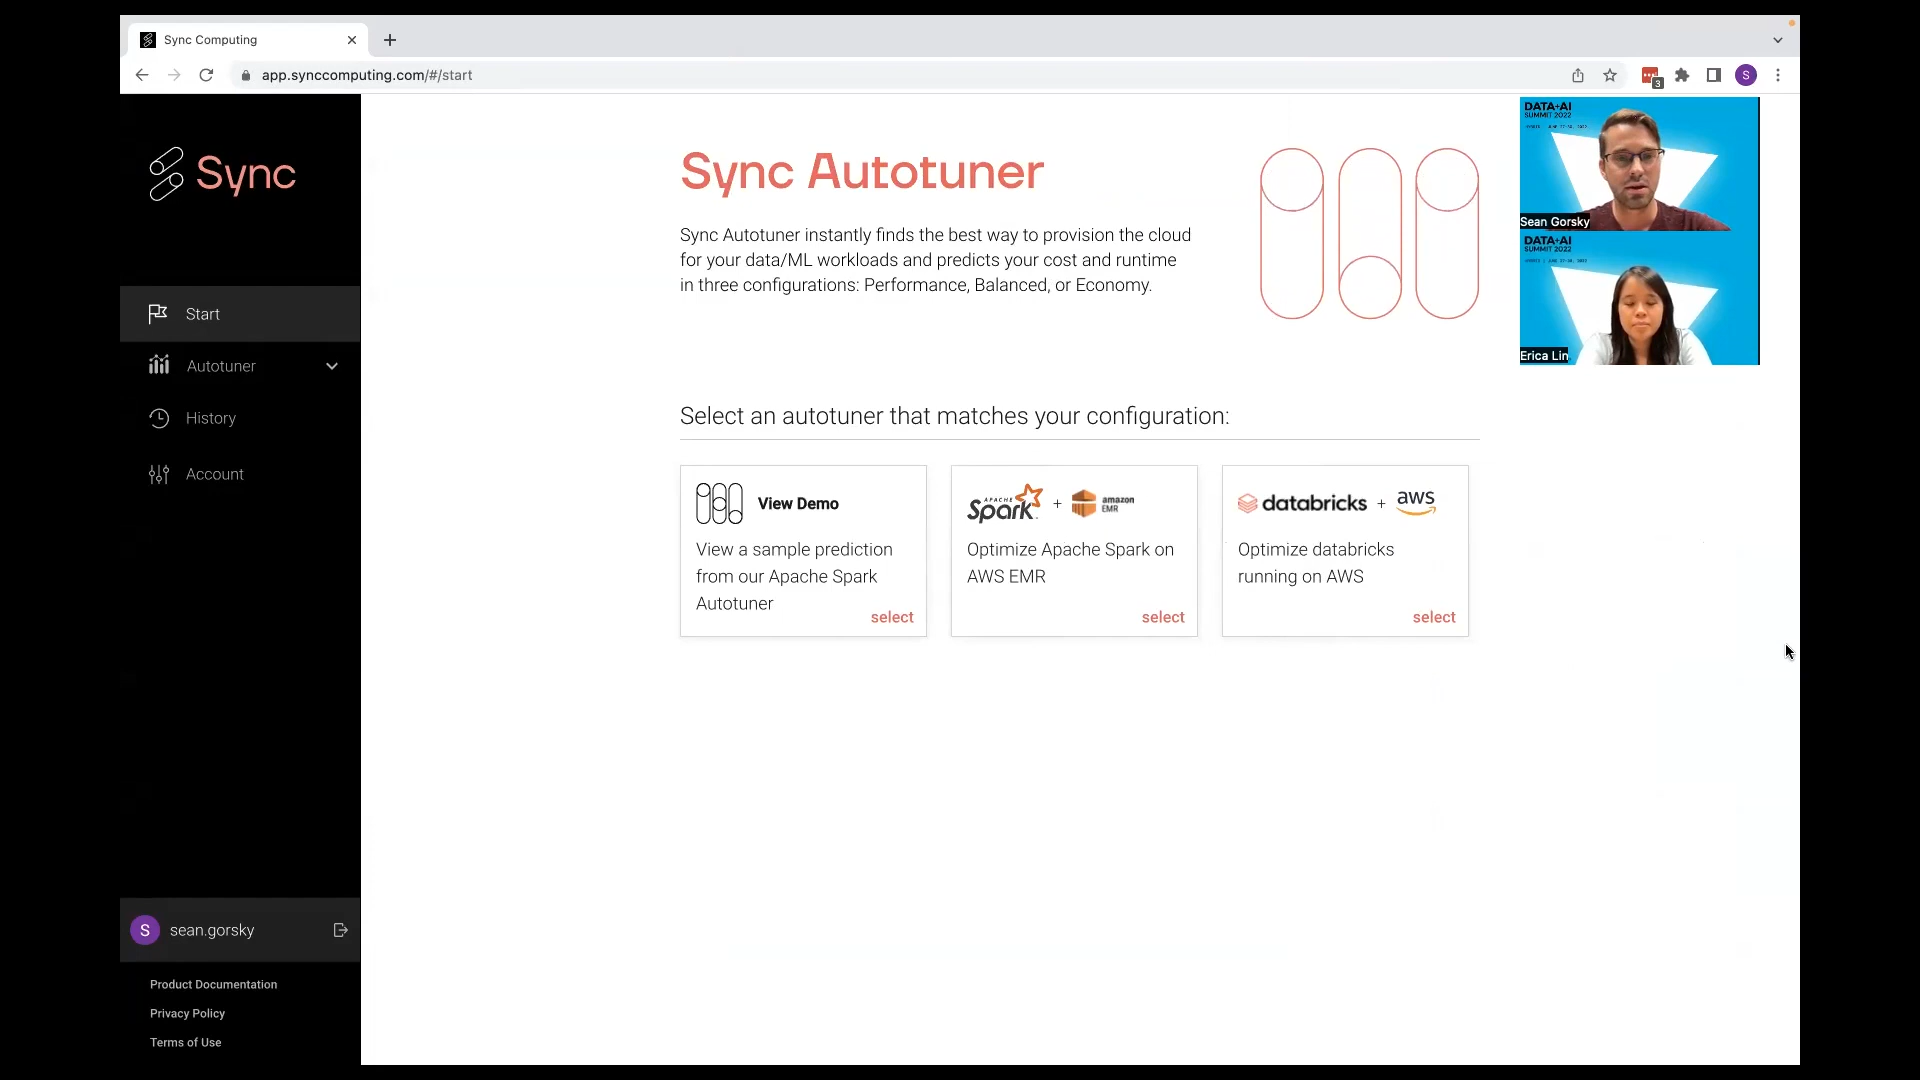 Sync Computing
app.synccomputing.com/#/start
3
S
Sync
Start
Autotuner
History
Account
S sean.gorsky
Product Documentation
Privacy Policy
Terms of Use
Sync Autotuner
Sync Autotuner instantly finds the best way to provision the cloud
for your data/ML workloads and predicts your cost and runtime
in three configurations: Performance, Balanced, or Economy.
Select an autotuner that matches your configuration:
View Demo
View a sample prediction
from our Apache Spark
Autotuner
select
APACHE
Spark + amazon
EMR
Optimize Apache Spark on
AWS EMR
select
databricks + aws
Optimize databricks
running on AWS
select
DATA+AI
SUMMIT 2022
Sean Gorsky
DATA+AI
SUMMIT 2022
Erica Lin